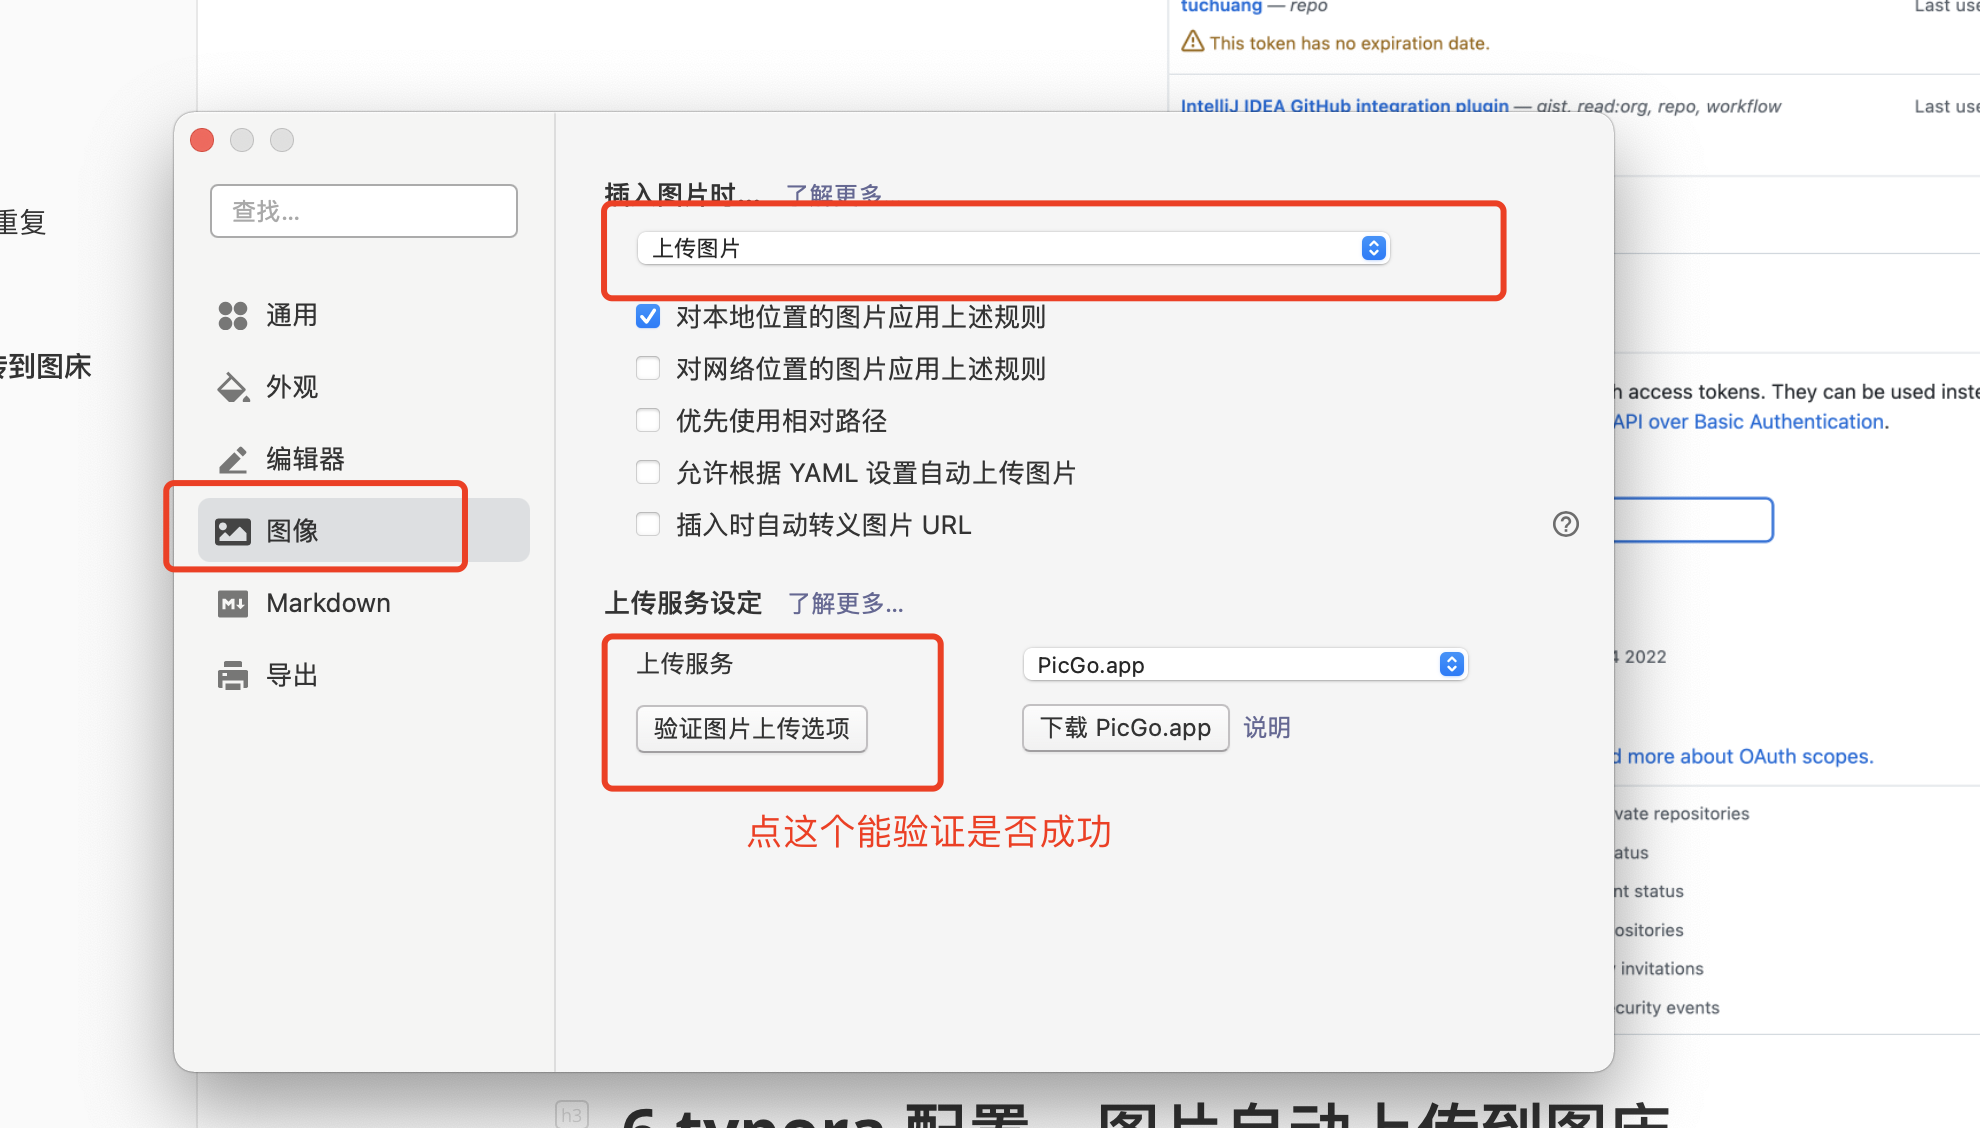 tuchuang — repo
Last use
This token has no expiration date.
IntelliJ IDEA GitHub integration plugin — gist, read:org, repo, workflow
Last use
重复
传到图床
查找...
通用
外观
编辑器
图像
Markdown
导出
插入图片时... 了解更多...
上传图片
对本地位置的图片应用上述规则
对网络位置的图片应用上述规则
优先使用相对路径
允许根据 YAML 设置自动上传图片
插入时自动转义图片 URL
上传服务设定 了解更多...
上传服务
PicGo.app
验证图片上传选项
下载 PicGo.app 说明
点这个能验证是否成功
access tokens. They can be used inste
API over Basic Authentication.
4 2022
d more about OAuth scopes.
vate repositories
atus
nt status
ositories
invitations
curity events
h3
6 typora 配置 图片自动上传到图床